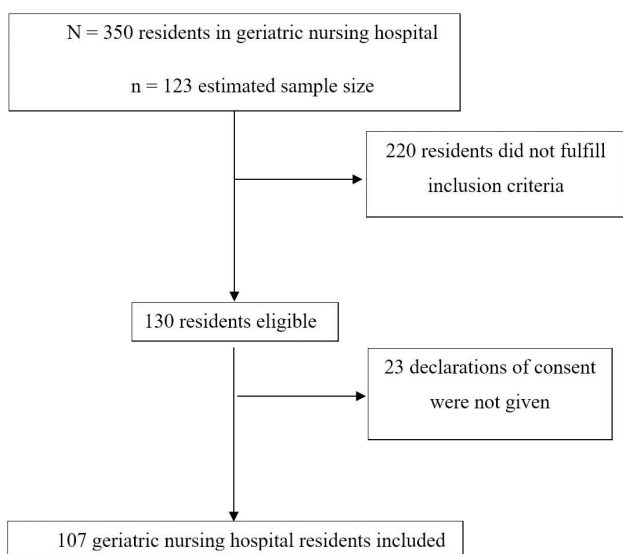 N = 350 residents in geriatric nursing hospital
n = 123 estimated sample size
220 residents did not fulfill
inclusion criteria
130 residents eligible
23 declarations of consent
were not given
107 geriatric nursing hospital residents included